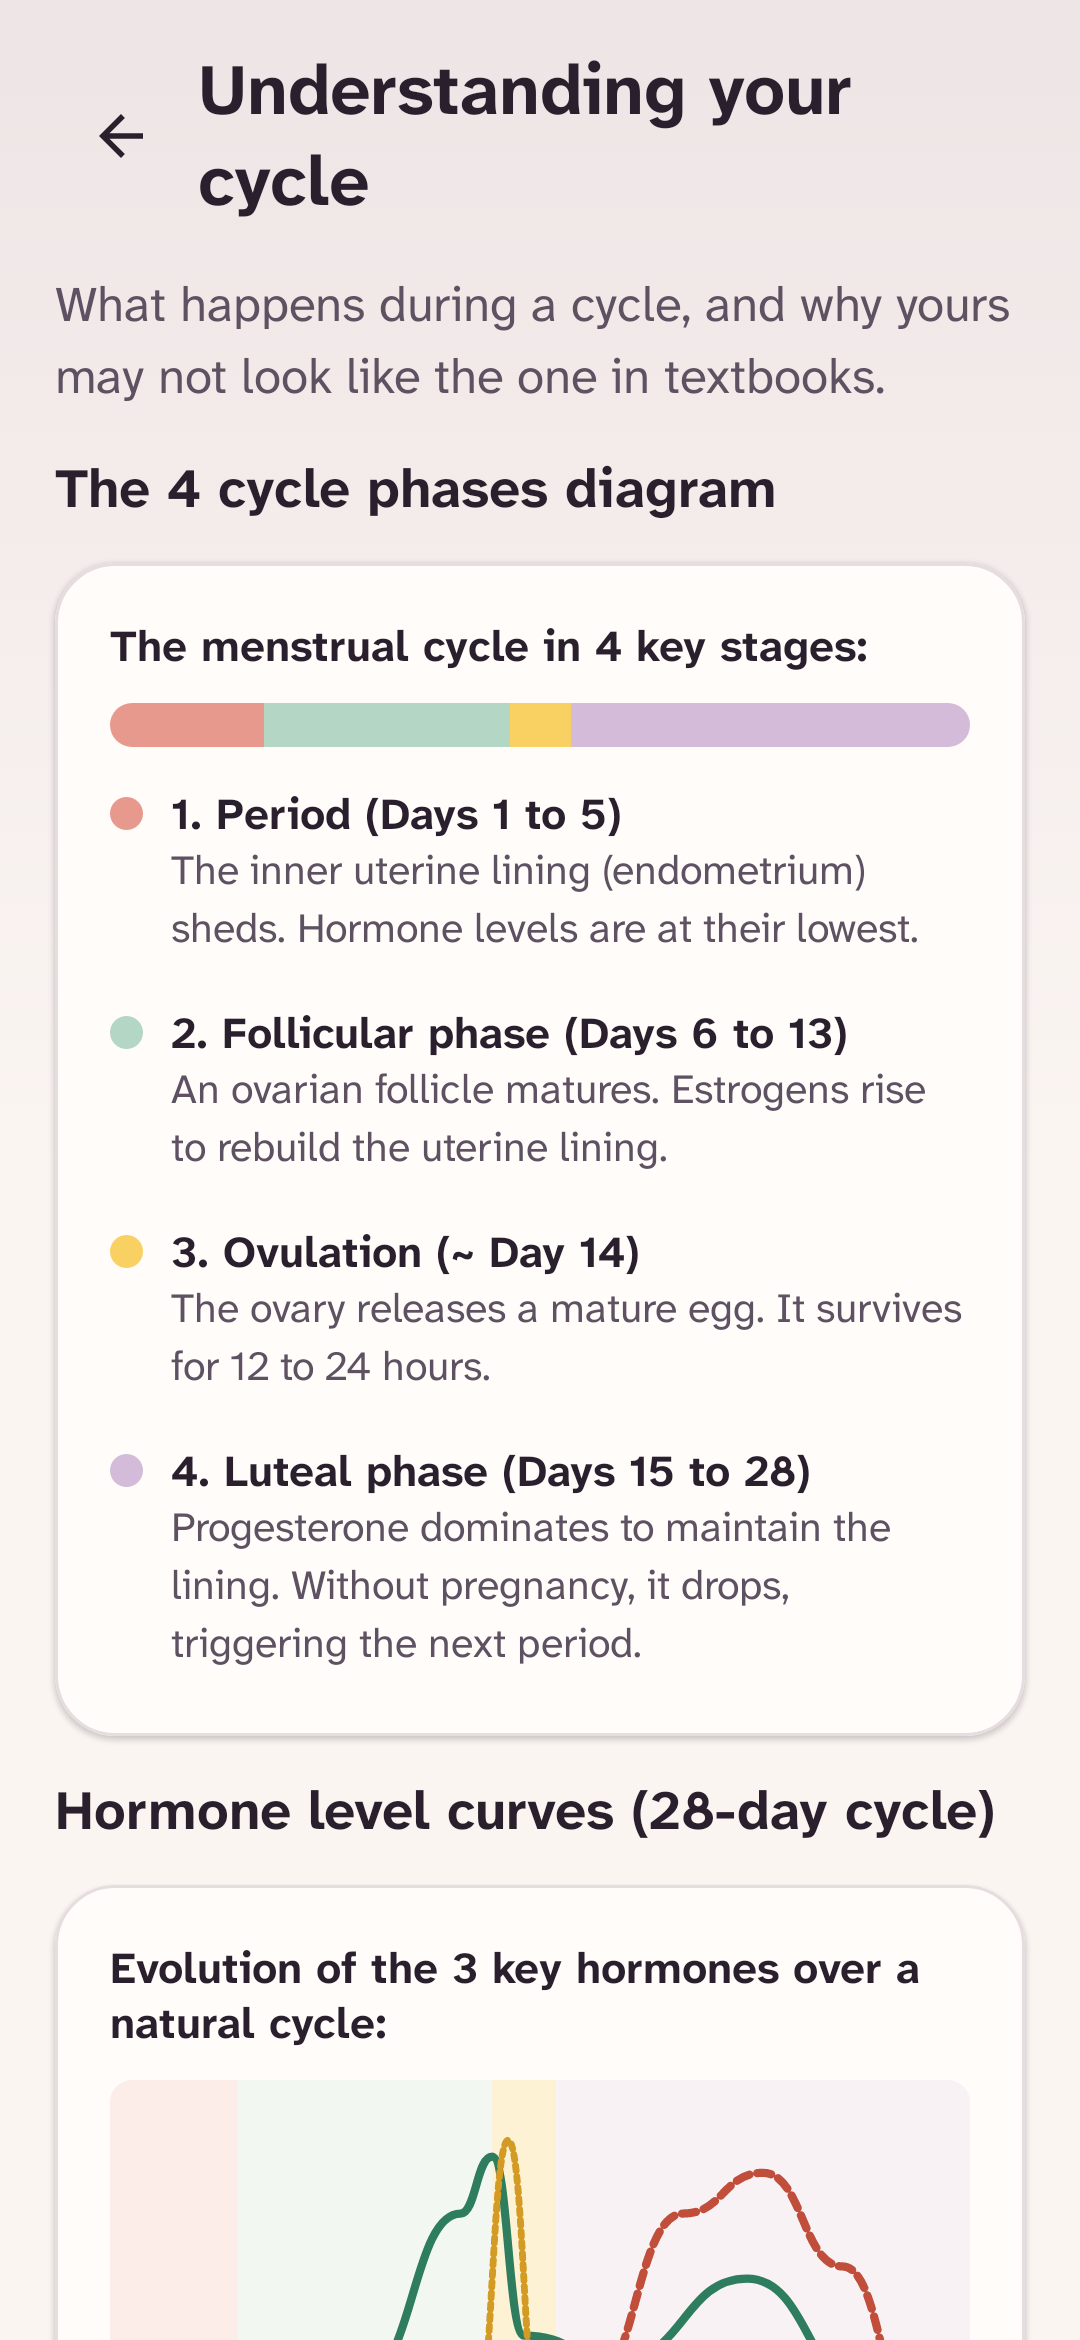 Understanding your
cycle
What happens during a cycle, and why yours
may not look like the one in textbooks.
The 4 cycle phases diagram
The menstrual cycle in 4 key stages:
1. Period (Days 1 to 5)
The inner uterine lining (endometrium)
sheds. Hormone levels are at their lowest.
2. Follicular phase (Days 6 to 13)
An ovarian follicle matures. Estrogens rise
to rebuild the uterine lining.
3. Ovulation (~ Day 14)
The ovary releases a mature egg. It survives
for 12 to 24 hours.
4. Luteal phase (Days 15 to 28)
Progesterone dominates to maintain the
lining. Without pregnancy, it drops,
triggering the next period.
Hormone level curves (28-day cycle)
Evolution of the 3 key hormones over a
natural cycle: